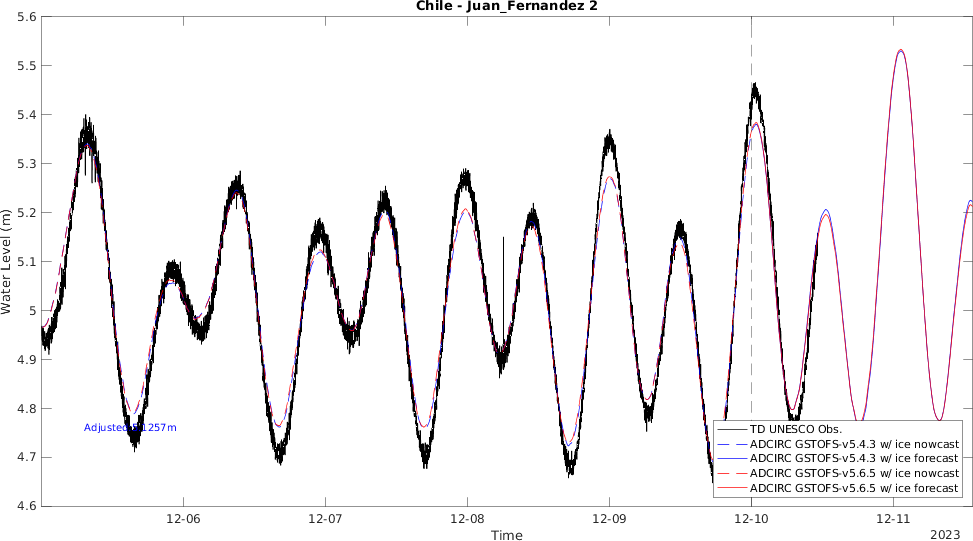 Chile - Juan_Fernandez 2
5.6
5.5
5.4
5.3
5.2
5.1
5
4.9
4.8
4.7
4.6
Water Level (m)
Adjusted 5.1257m
TD UNESCO Obs.
ADCIRC GSTOFS-v5.4.3 w/ ice nowcast
ADCIRC GSTOFS-v5.4.3 w/ ice forecast
ADCIRC GSTOFS-v5.6.5 w/ ice nowcast
ADCIRC GSTOFS-v5.6.5 w/ ice forecast
12-06 12-07 12-08 12-09 12-10 12-11
Time
2023